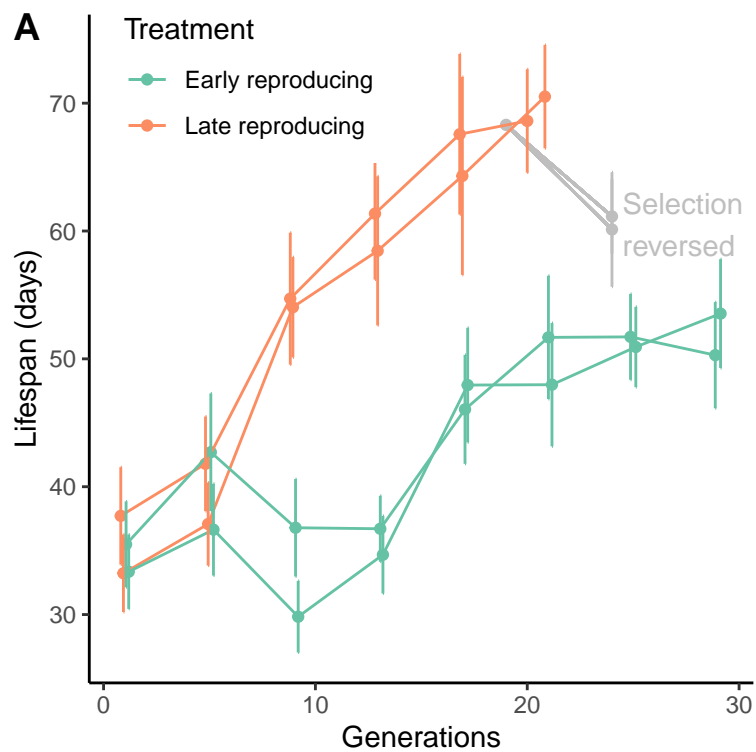 A
Treatment
Early reproducing
Late reproducing
Selection
reversed
Lifespan (days)
70
60
50
40
30
0
10
20
30
Generations